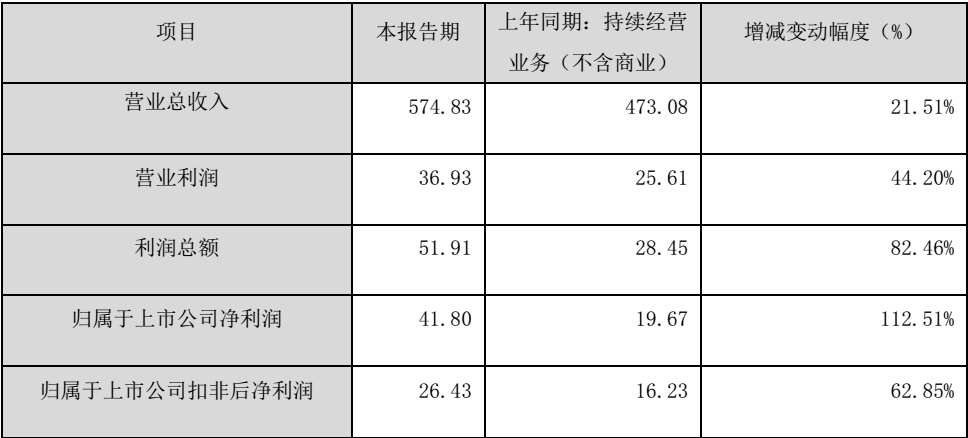 项目 本报告期 上年同期：持续经营 增减变动幅度（%）
业务（不含商业）
营业总收入 574.83 473.08 21.51%
营业利润 36.93 25.61 44.20%
利润总额 51.91 28.45 82.46%
归属于上市公司净利润 41.80 19.67 112.51%
归属于上市公司扣非后净利润 26.43 16.23 62.85%